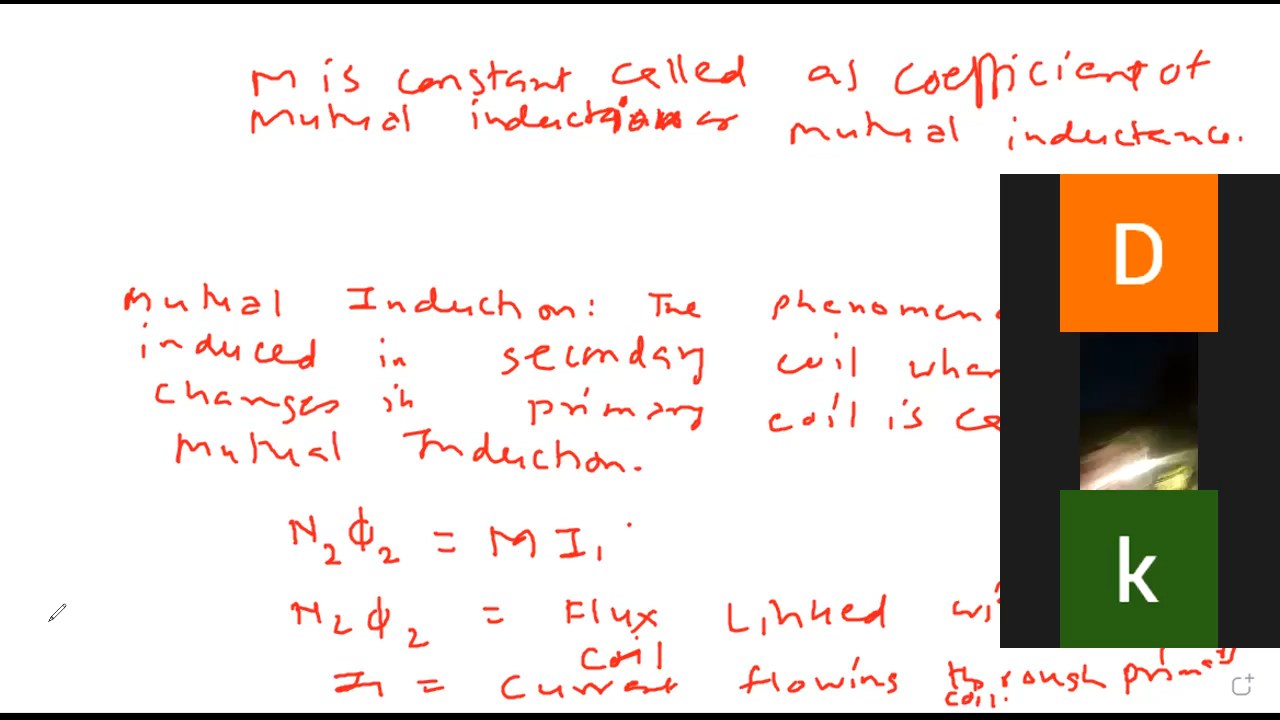 M is constant called as coefficient of
mutual induction or mutual inductance.
Mutual Induction: The phenomen
induced in secondary coil when
changes in primary coil is ca
Mutual Induction.
N₂ϕ₂ = M I₁
N₂ϕ₂ = Flux Linked wi
coil
I₁ = Current flowing through primary
coil.
D
k